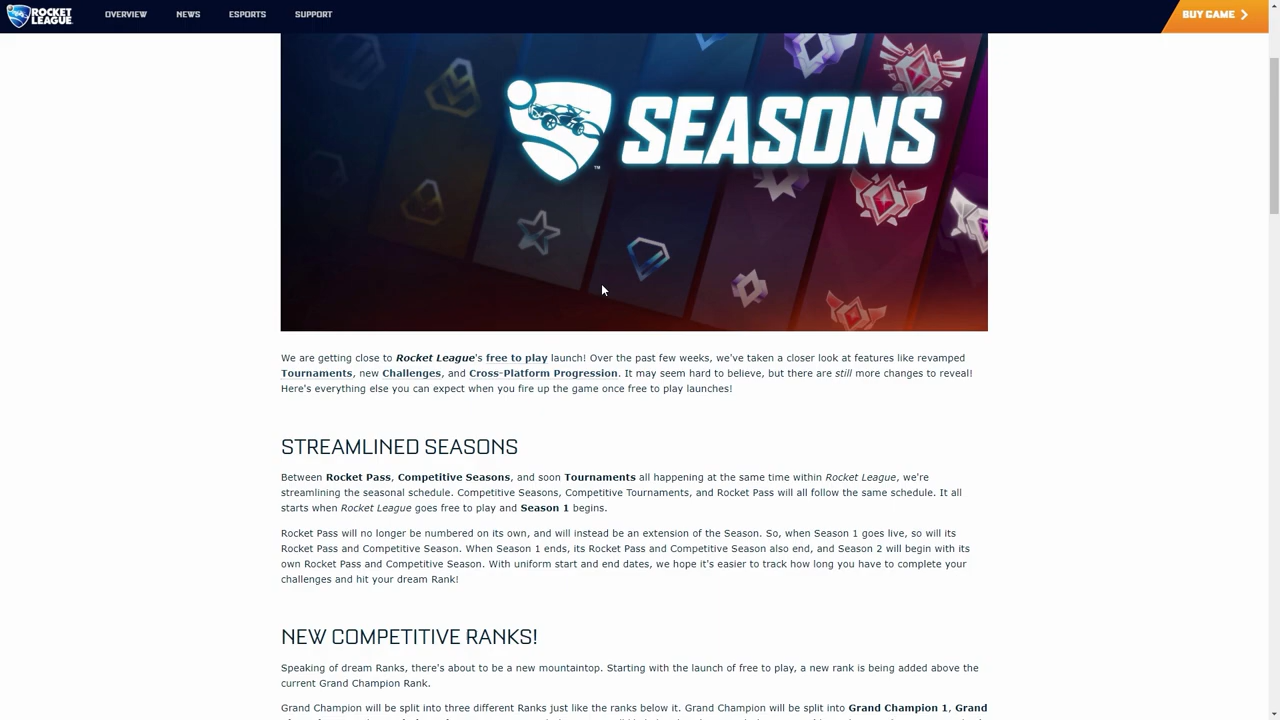 ROCKET LEAGUE OVERVIEW NEWS ESPORTS SUPPORT BUY GAME
SEASONS
We are getting close to Rocket League's free to play launch! Over the past few weeks, we've taken a closer look at features like revamped
Tournaments, new Challenges, and Cross-Platform Progression. It may seem hard to believe, but there are still more changes to reveal!
Here's everything else you can expect when you fire up the game once free to play launches!
STREAMLINED SEASONS
Between Rocket Pass, Competitive Seasons, and soon Tournaments all happening at the same time within Rocket League, we're
streamlining the seasonal schedule. Competitive Seasons, Competitive Tournaments, and Rocket Pass will all follow the same schedule. It all
starts when Rocket League goes free to play and Season 1 begins.
Rocket Pass will no longer be numbered on its own, and will instead be an extension of the Season. So, when Season 1 goes live, so will its
Rocket Pass and Competitive Season. When Season 1 ends, its Rocket Pass and Competitive Season also end, and Season 2 will begin with its
own Rocket Pass and Competitive Season. With uniform start and end dates, we hope it's easier to track how long you have to complete your
challenges and hit your dream Rank!
NEW COMPETITIVE RANKS!
Speaking of dream Ranks, there's about to be a new mountaintop. Starting with the launch of free to play, a new rank is being added above the
current Grand Champion Rank.
Grand Champion will be split into three different Ranks just like the ranks below it. Grand Champion will be split into Grand Champion 1, Grand